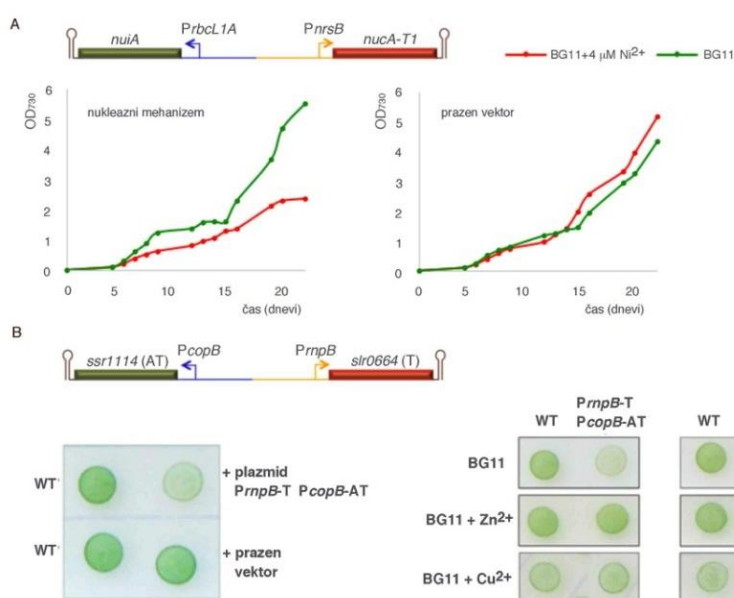 A
nuiA PrbcL1A PnrsB nucA-T1
BG11+4 μM Ni2+ BG11
OD730
6
5
4
3
2
1
0
nukleazni mehanizem
0 5 10 15 20
čas (dnevi)
6
5
4
3
2
1
0
prazen vektor
0 5 10 15 20
čas (dnevi)
B
ssr1114 (AT) PcopB PrnpB slr0664 (T)
WT
+ plazmid
PrnpB-T PcopB-AT
WT
+ prazen
vektor
WT
PrnpB-T
PcopB-AT
WT
BG11
BG11 + Zn2+
BG11 + Cu2+